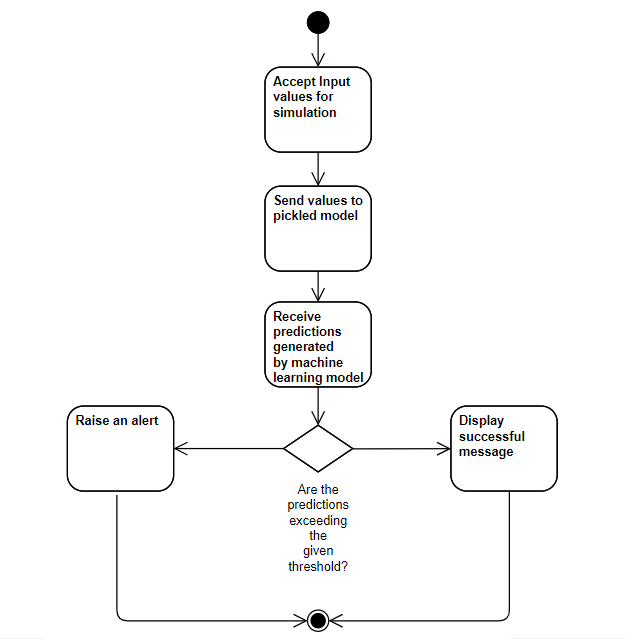 Accept Input
values for
simulation
Send values to
pickled model
Receive
predictions
generated
by machine
learning model
Raise an alert
Display
successful
message
Are the
predictions
exceeding
the
given
threshold?